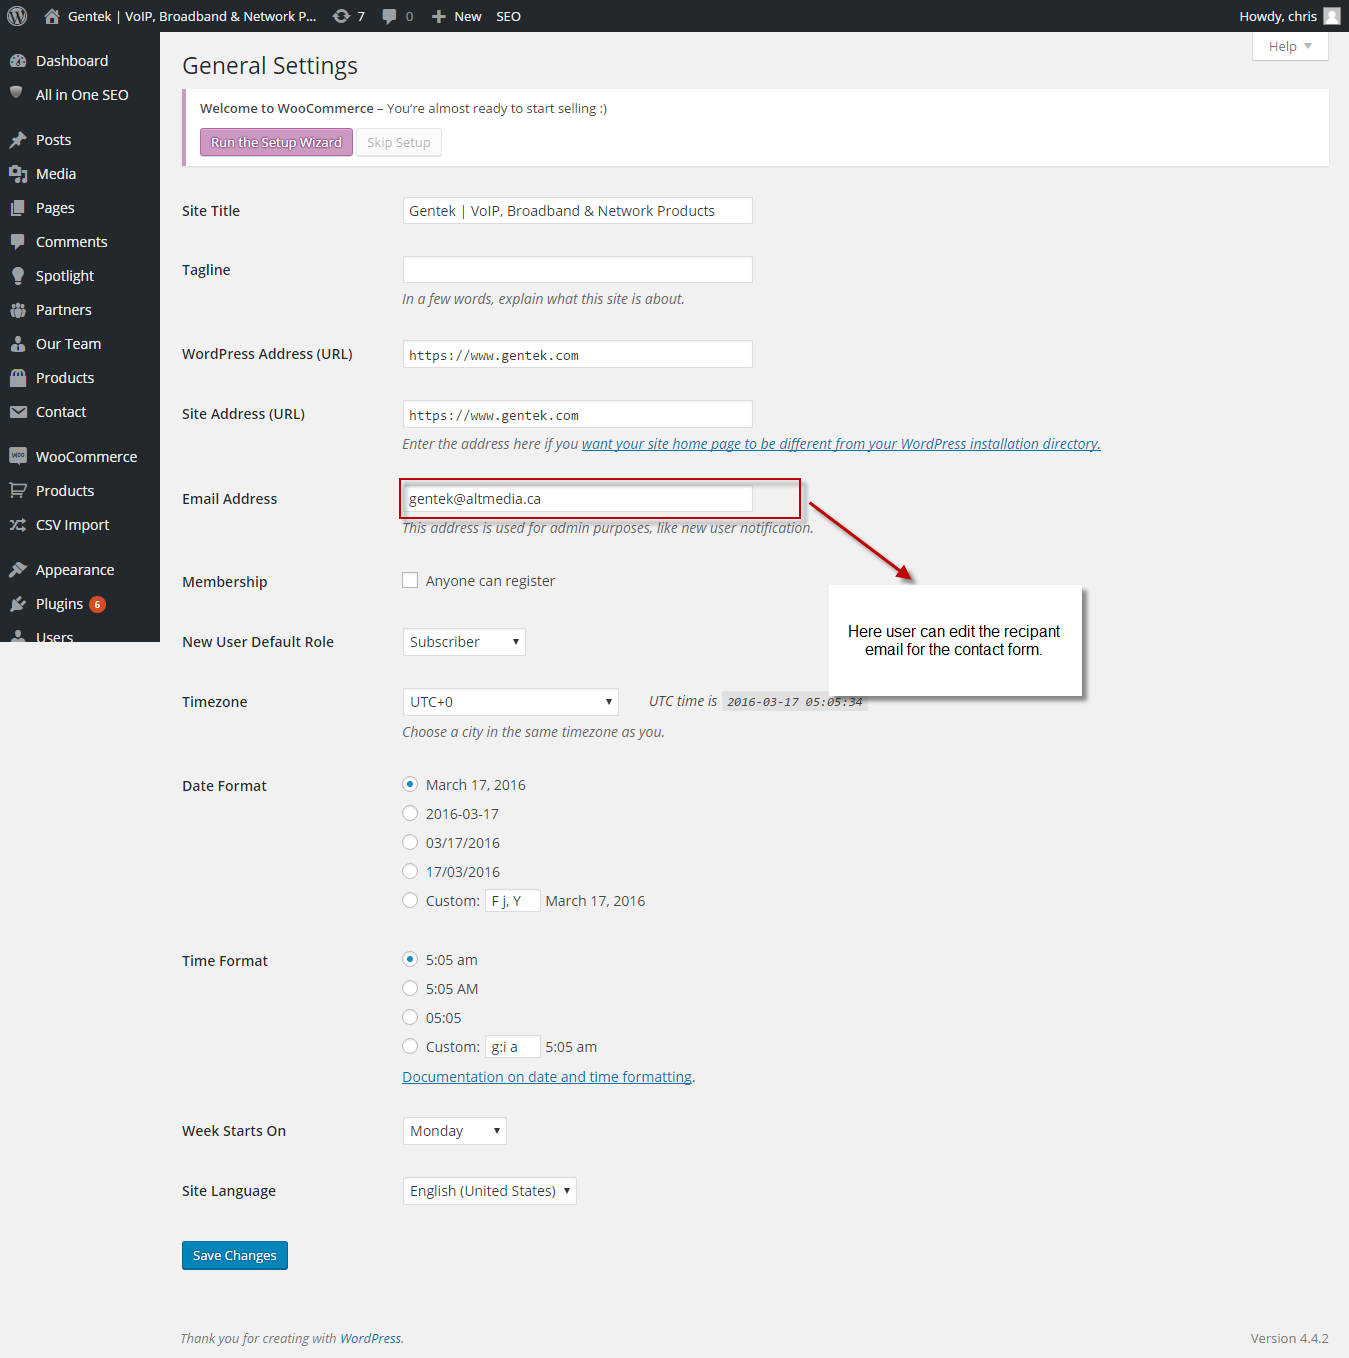 Gentek | VoIP, Broadband & Network P... 7 0 New SEO Howdy, chris
Help
Dashboard
All in One SEO
Posts
Media
Pages
Comments
Spotlight
Partners
Our Team
Products
Contact
WooCommerce
Products
CSV Import
Appearance
Plugins 6
Users
General Settings
Welcome to WooCommerce – You're almost ready to start selling :)
Run the Setup Wizard Skip Setup
Site Title Gentek | VoIP, Broadband & Network Products
Tagline
In a few words, explain what this site is about.
WordPress Address (URL) https://www.gentek.com
Site Address (URL) https://www.gentek.com
Enter the address here if you want your site home page to be different from your WordPress installation directory.
Email Address gentek@altmedia.ca
This address is used for admin purposes, like new user notification.
Membership Anyone can register
Here user can edit the recipant
email for the contact form.
New User Default Role Subscriber
Timezone UTC+0 UTC time is 2016-03-17 05:05:34
Choose a city in the same timezone as you.
Date Format March 17, 2016
2016-03-17
03/17/2016
17/03/2016
Custom: F j, Y March 17, 2016
Time Format 5:05 am
5:05 AM
05:05
Custom: g:i a 5:05 am
Documentation on date and time formatting.
Week Starts On Monday
Site Language English (United States)
Save Changes
Thank you for creating with WordPress. Version 4.4.2